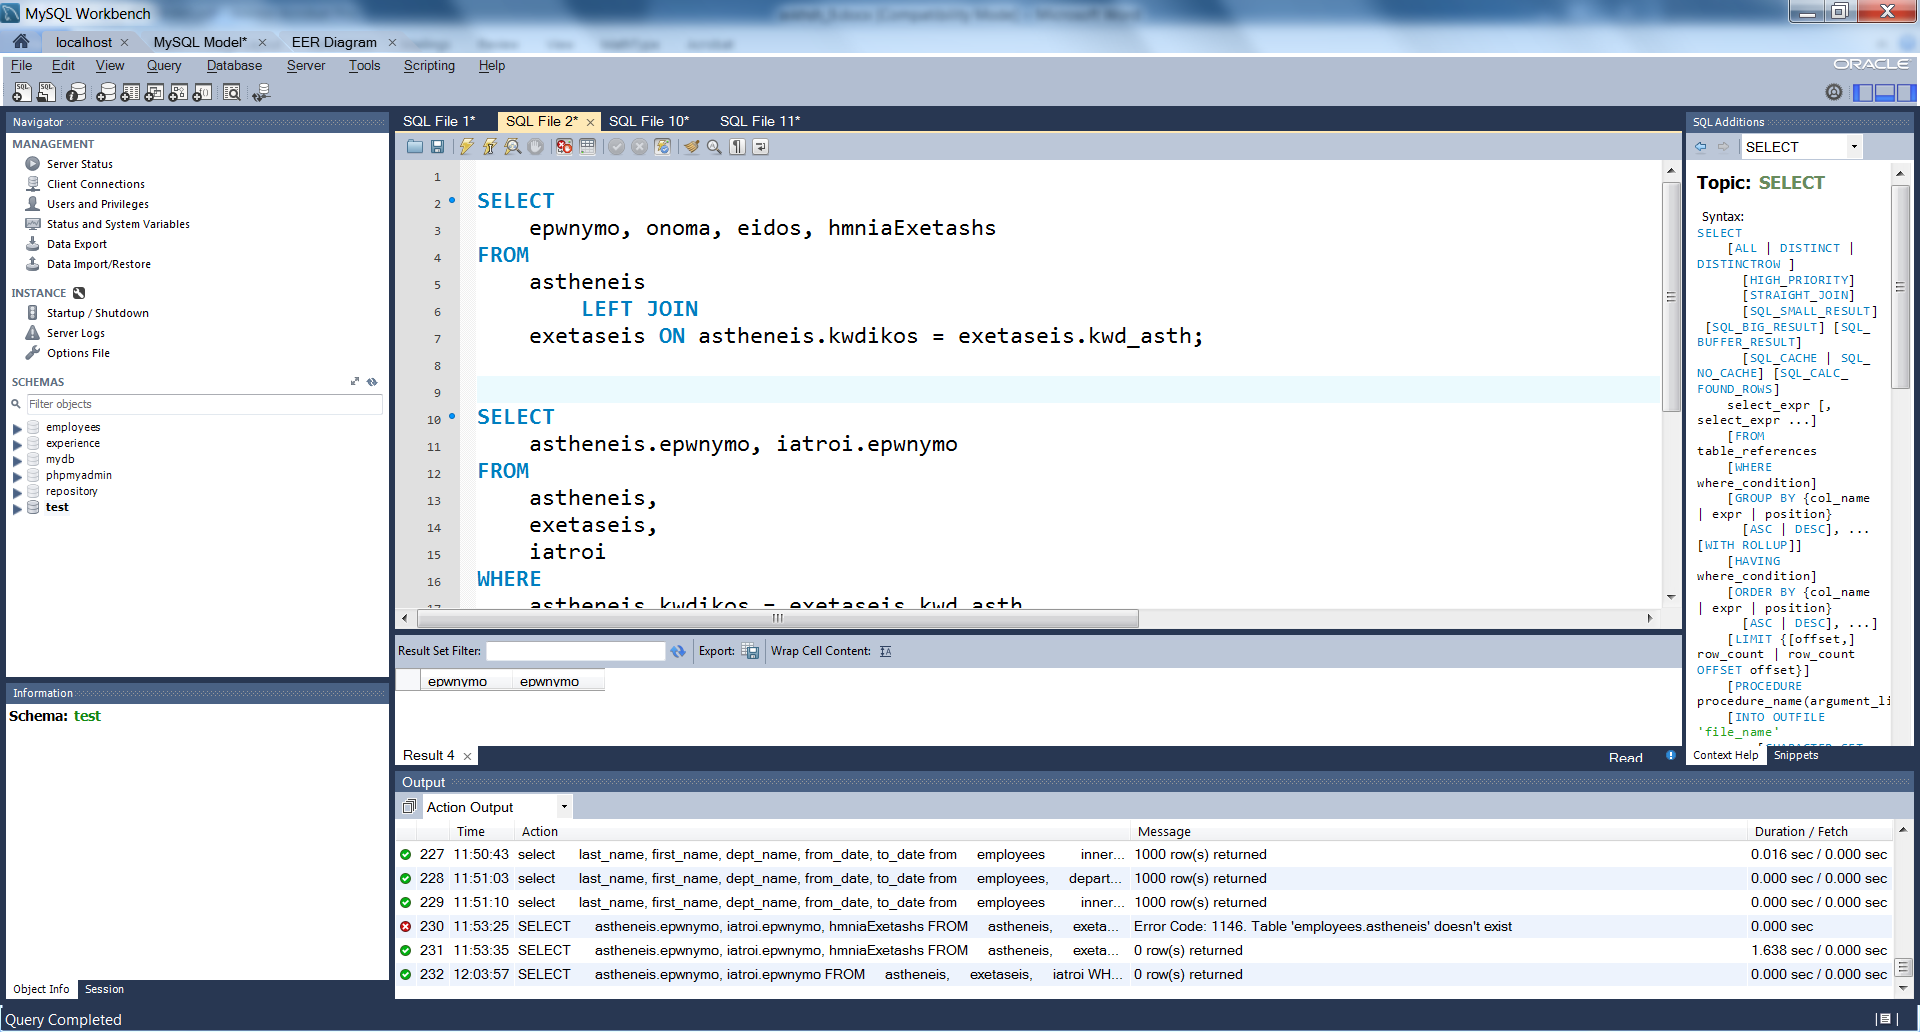 MySQL Workbench
localhost × MySQL Model* × EER Diagram ×
File Edit View Query Database Server Tools Scripting Help
ORACLE
Navigator
MANAGEMENT
Server Status
Client Connections
Users and Privileges
Status and System Variables
Data Export
Data Import/Restore
INSTANCE
Startup / Shutdown
Server Logs
Options File
SCHEMAS
Filter objects
employees
experience
mydb
phpmyadmin
repository
test
Information
Schema: test
Object Info Session
SQL File 1* SQL File 2* × SQL File 10* SQL File 11*
1
2 SELECT
3 epwnymo, onoma, eidos, hmniaExetashs
4 FROM
5 astheneis
6 LEFT JOIN
7 exetaseis ON astheneis.kwdikos = exetaseis.kwd_asth;
8
9
10 SELECT
11 astheneis.epwnymo, iatroi.epwnymo
12 FROM
13 astheneis,
14 exetaseis,
15 iatroi
16 WHERE
17 astheneis.kwdikos = exetaseis.kwd_asth
Result Set Filter: Export: Wrap Cell Content:
epwnymo epwnymo
Result 4 ×
Read
SQL Additions
SELECT
Topic: SELECT
Syntax:
SELECT
[ALL | DISTINCT |
DISTINCTROW ]
[HIGH_PRIORITY]
[STRAIGHT_JOIN]
[SQL_SMALL_RESULT]
[SQL_BIG_RESULT] [SQL_
BUFFER_RESULT]
[SQL_CACHE | SQL_
NO_CACHE] [SQL_CALC_
FOUND_ROWS]
select_expr [,
select_expr ...]
[FROM
table_references
[WHERE
where_condition]
[GROUP BY {col_name
| expr | position}
[ASC | DESC], ...
[WITH ROLLUP]]
[HAVING
where_condition]
[ORDER BY {col_name
| expr | position}
[ASC | DESC], ...]
[LIMIT {[offset,]
row_count | row_count
OFFSET offset}]
[PROCEDURE
procedure_name(argument_li
[INTO OUTFILE
'file_name'
[CHARACTER SET
Context Help Snippets
Output
Action Output
Time Action Message Duration / Fetch
227 11:50:43 select last_name, first_name, dept_name, from_date, to_date from employees inner... 1000 row(s) returned 0.016 sec / 0.000 sec
228 11:51:03 select last_name, first_name, dept_name, from_date, to_date from employees, depart... 1000 row(s) returned 0.000 sec / 0.000 sec
229 11:51:10 select last_name, first_name, dept_name, from_date, to_date from employees inner... 1000 row(s) returned 0.000 sec / 0.000 sec
230 11:53:25 SELECT astheneis.epwnymo, iatroi.epwnymo, hmniaExetashs FROM astheneis, exeta... Error Code: 1146. Table 'employees.astheneis' doesn't exist 0.000 sec
231 11:53:35 SELECT astheneis.epwnymo, iatroi.epwnymo, hmniaExetashs FROM astheneis, exeta... 0 row(s) returned 1.638 sec / 0.000 sec
232 12:03:57 SELECT astheneis.epwnymo, iatroi.epwnymo FROM astheneis, exetaseis, iatroi WH... 0 row(s) returned 0.000 sec / 0.000 sec
Query Completed